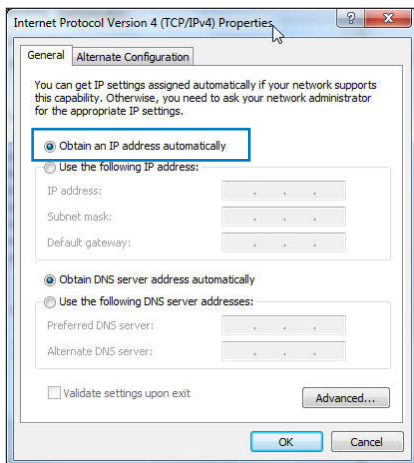 Internet Protocol Version 4 (TCP/IPv4) Properties
General
Alternate Configuration
You can get IP settings assigned automatically if your network supports
this capability. Otherwise, you need to ask your network administrator
for the appropriate IP settings.
Obtain an IP address automatically
Use the following IP address:
IP address:
Subnet mask:
Default gateway:
Obtain DNS server address automatically
Use the following DNS server addresses:
Preferred DNS server:
Alternate DNS server:
Validate settings upon exit
Advanced...
OK
Cancel